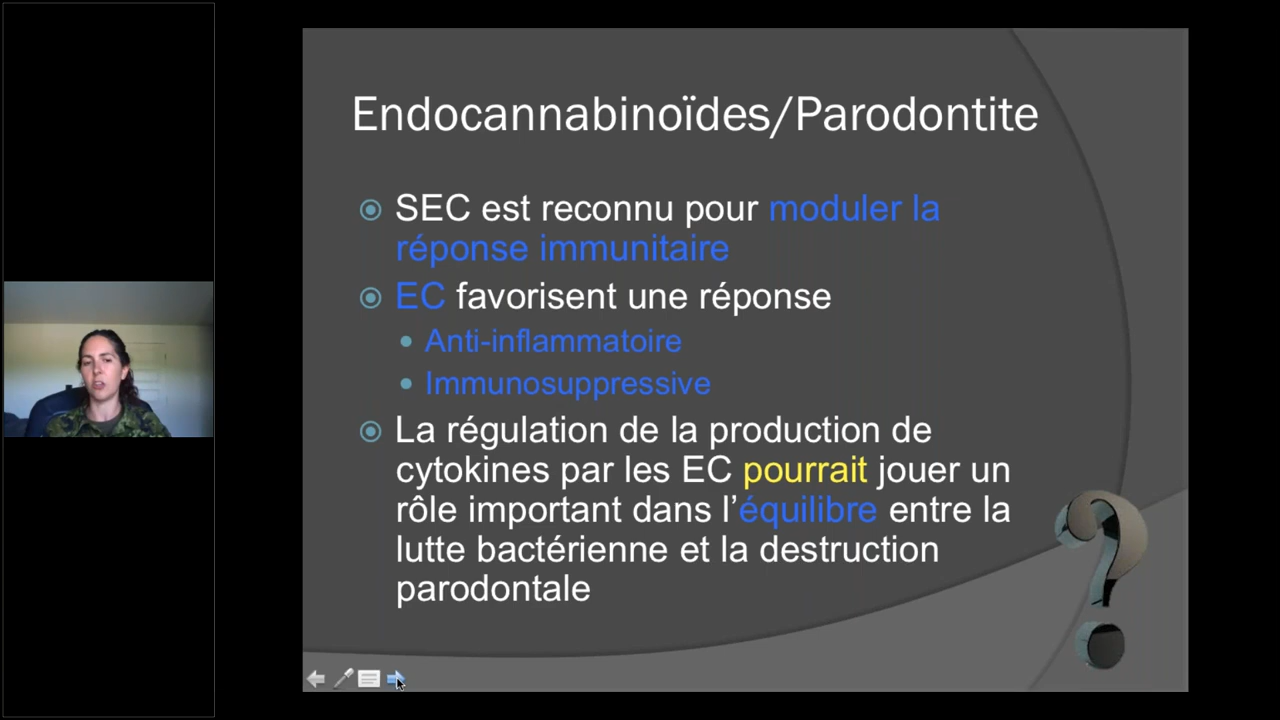 Endocannabinoïdes/Parodontite
SEC est reconnu pour moduler la
réponse immunitaire
EC favorisent une réponse
Anti-inflammatoire
Immunosuppressive
La régulation de la production de
cytokines par les EC pourrait jouer un
rôle important dans l’équilibre entre la
lutte bactérienne et la destruction
parodontale